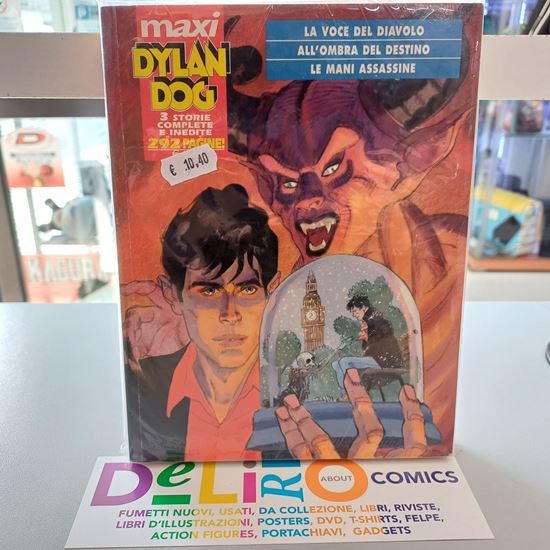 maxi
DYLAN
DOG
3 STORIE
COMPLETE
E INEDITE
292 PAGINE!
€ 10,40
LA VOCE DEL DIAVOLO
ALL'OMBRA DEL DESTINO
LE MANI ASSASSINE
KAGUR
DeLiRiO ABOUT COMICS
FUMETTI NUOVI, USATI, DA COLLEZIONE, LIBRI, RIVISTE,
LIBRI D'ILLUSTRAZIONI, POSTERS, DVD, T-SHIRTS, FELPE,
ACTION FIGURES, PORTACHIAVI, GADGETS